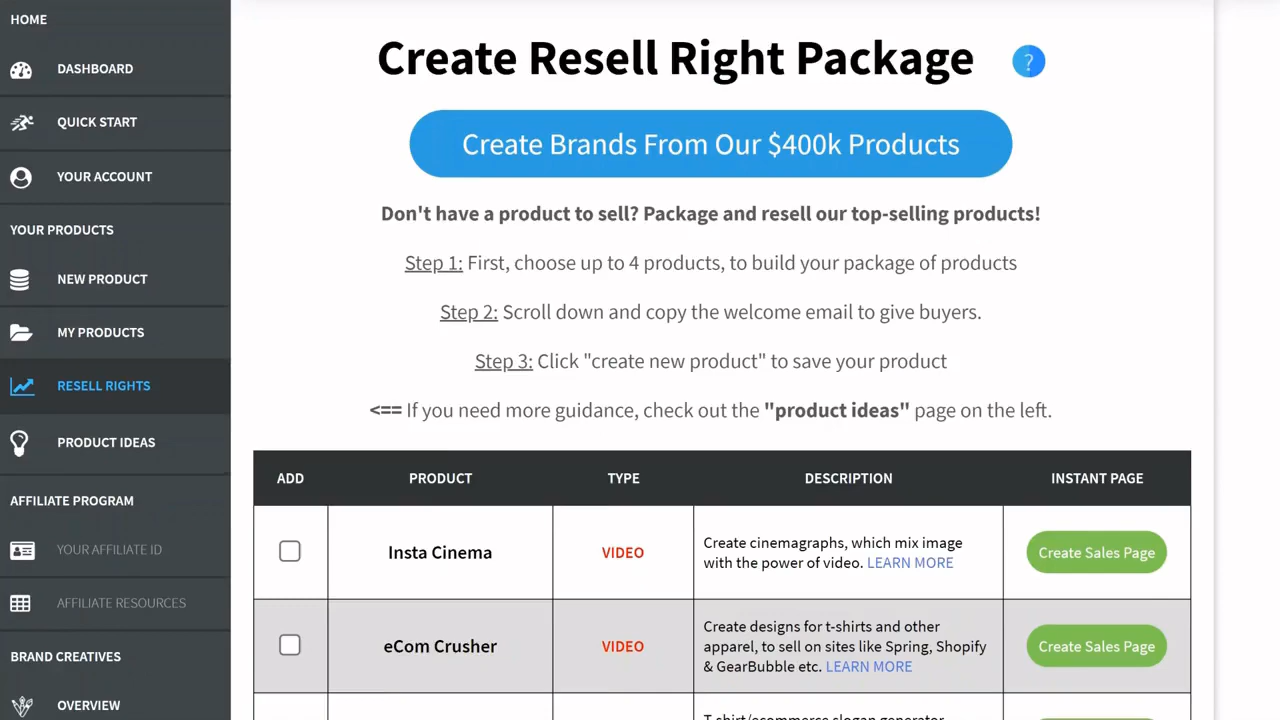 HOME
DASHBOARD
QUICK START
YOUR ACCOUNT
YOUR PRODUCTS
NEW PRODUCT
MY PRODUCTS
RESELL RIGHTS
PRODUCT IDEAS
AFFILIATE PROGRAM
YOUR AFFILIATE ID
AFFILIATE RESOURCES
BRAND CREATIVES
OVERVIEW
Create Resell Right Package ?
Create Brands From Our $400k Products
Don't have a product to sell? Package and resell our top-selling products!
Step 1: First, choose up to 4 products, to build your package of products
Step 2: Scroll down and copy the welcome email to give buyers.
Step 3: Click "create new product" to save your product
<== If you need more guidance, check out the "product ideas" page on the left.
ADD PRODUCT TYPE DESCRIPTION INSTANT PAGE
Insta Cinema VIDEO Create cinemagraphs, which mix image
with the power of video. LEARN MORE
Create Sales Page
eCom Crusher VIDEO Create designs for t-shirts and other
apparel, to sell on sites like Spring, Shopify
& GearBubble etc. LEARN MORE
Create Sales Page
T-shirt/ecommerce slogan generator